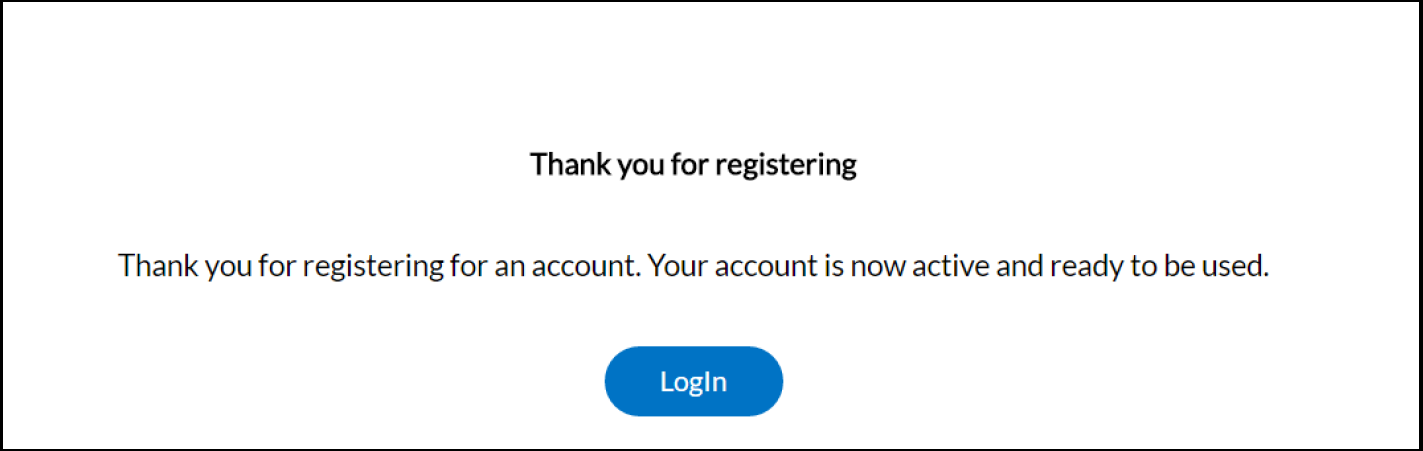 Thank you for registering
Thank you for registering for an account. Your account is now active and ready to be used.
LogIn